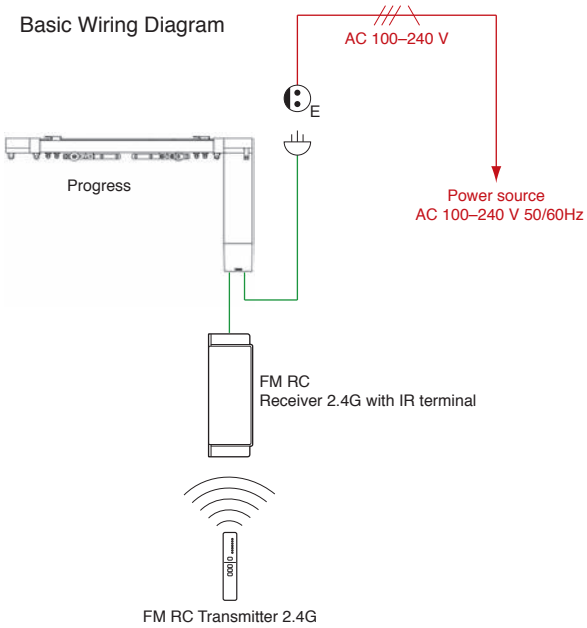 Basic Wiring Diagram
AC 100–240 V
E
Progress
Power source
AC 100–240 V 50/60Hz
FM RC
Receiver 2.4G with IR terminal
FM RC Transmitter 2.4G